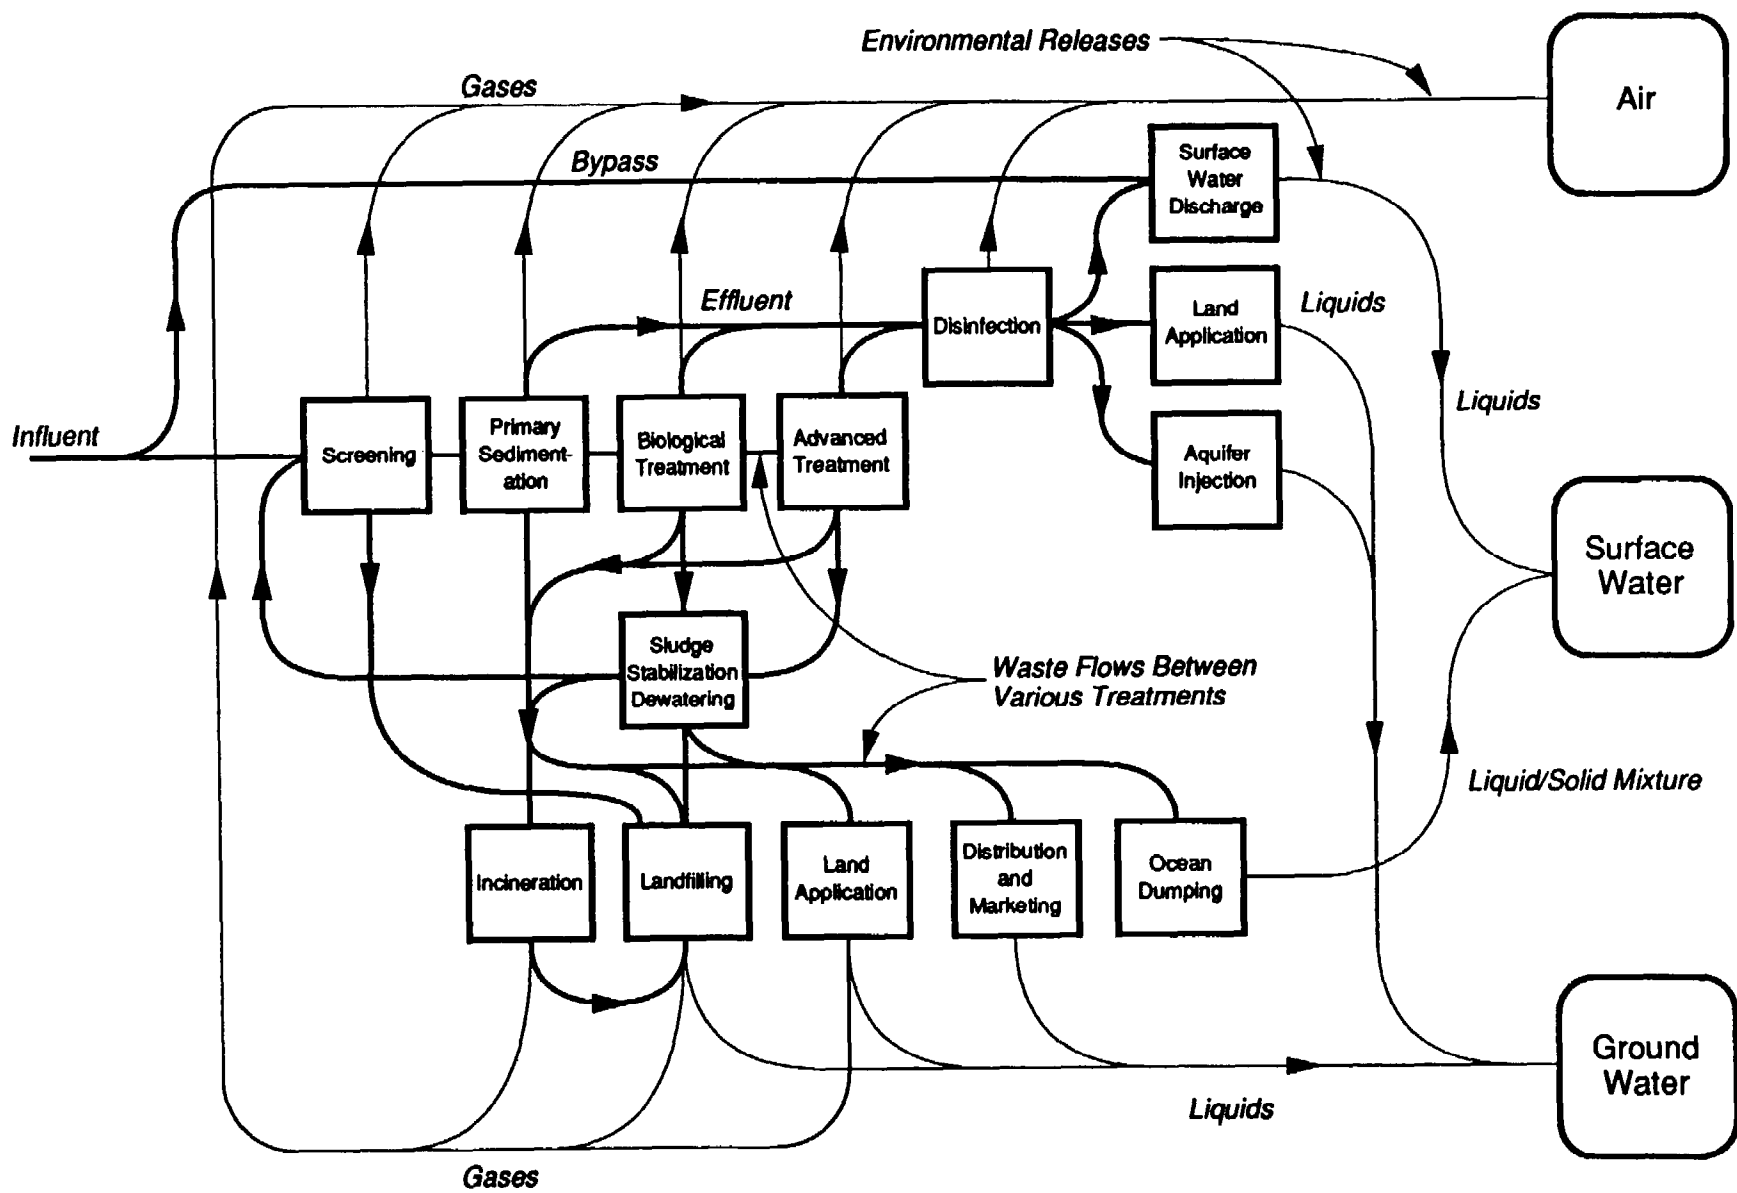 Environmental Releases
Air
Gases
Bypass
Surface
Water
Discharge
Effluent
Disinfection
Land
Application
Liquids
Influent
Screening
Primary
Sediment-
ation
Biological
Treatment
Advanced
Treatment
Aquifer
Injection
Liquids
Surface
Water
Sludge
Stabilization
Dewatering
Waste Flows Between
Various Treatments
Liquid/Solid Mixture
Incineration
Landfilling
Land
Application
Distribution
and
Marketing
Ocean
Dumping
Ground
Water
Liquids
Gases